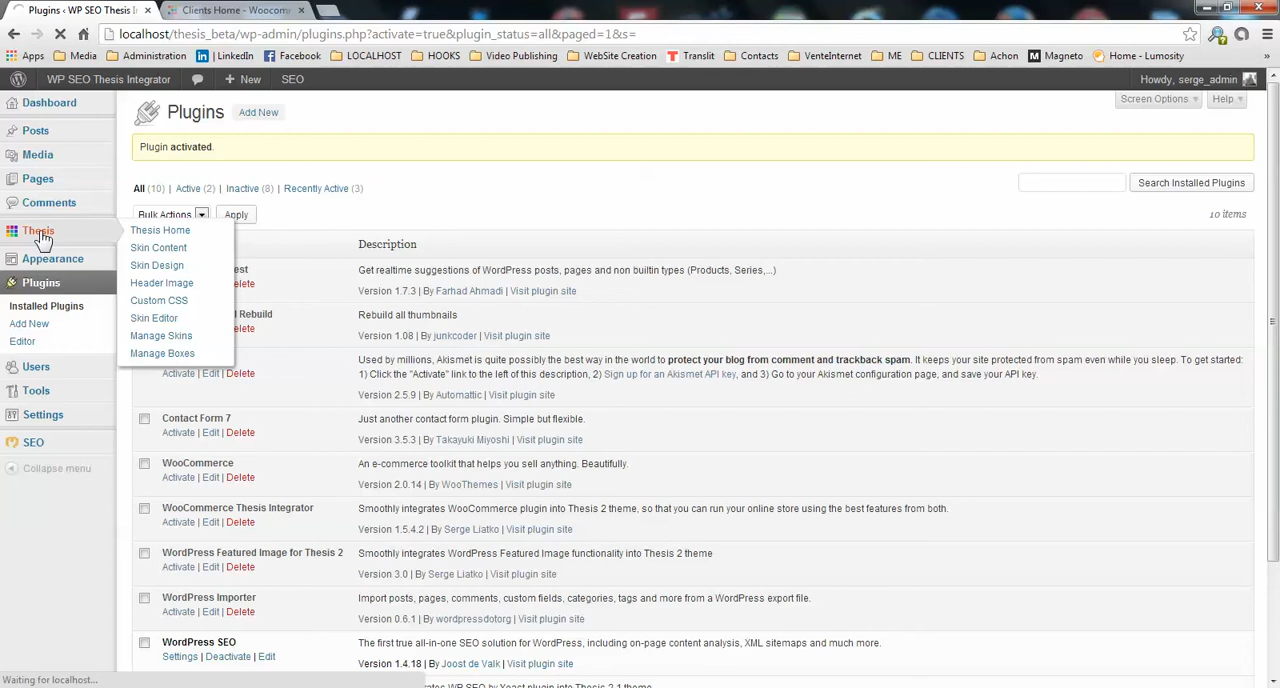 Plugins ‹ WP SEO Thesis I
Clients Home - Woocom
localhost/thesis_beta/wp-admin/plugins.php?activate=true&plugin_status=all&paged=1&s=
Apps Media Administration LinkedIn Facebook LOCALHOST HOOKS Video Publishing WebSite Creation Translit Contacts VenteInternet ME CLIENTS Achon Magneto Home - Lumosity »
WP SEO Thesis Integrator + New SEO Howdy, serge_admin
Dashboard
Posts
Media
Pages
Comments
Thesis
Appearance
Plugins
Installed Plugins
Add New
Editor
Users
Tools
Settings
SEO
Collapse menu
Thesis Home
Skin Content
Skin Design
Header Image
Custom CSS
Skin Editor
Manage Skins
Manage Boxes
Screen Options Help
Plugins Add New
Plugin activated.
All (10) | Active (2) | Inactive (8) | Recently Active (3)
Search Installed Plugins
Bulk Actions Apply
10 items
Description
est
elete
Get realtime suggestions of WordPress posts, pages and non builtin types (Products, Series,...)
Version 1.7.3 | By Farhad Ahmadi | Visit plugin site
l Rebuild
elete
Rebuild all thumbnails
Version 1.08 | By junkcoder | Visit plugin site
Activate | Edit | Delete
Used by millions, Akismet is quite possibly the best way in the world to protect your blog from comment and trackback spam. It keeps your site protected from spam even while you sleep. To get started:
1) Click the "Activate" link to the left of this description, 2) Sign up for an Akismet API key, and 3) Go to your Akismet configuration page, and save your API key.
Version 2.5.9 | By Automattic | Visit plugin site
Contact Form 7
Activate | Edit | Delete
Just another contact form plugin. Simple but flexible.
Version 3.5.3 | By Takayuki Miyoshi | Visit plugin site
WooCommerce
Activate | Edit | Delete
An e-commerce toolkit that helps you sell anything. Beautifully.
Version 2.0.14 | By WooThemes | Visit plugin site
WooCommerce Thesis Integrator
Activate | Edit | Delete
Smoothly integrates WooCommerce plugin into Thesis 2 theme, so that you can run your online store using the best features from both.
Version 1.5.4.2 | By Serge Liatko | Visit plugin site
WordPress Featured Image for Thesis 2
Activate | Edit | Delete
Smoothly integrates WordPress Featured Image functionality into Thesis 2 theme
Version 3.0 | By Serge Liatko | Visit plugin site
WordPress Importer
Activate | Edit | Delete
Import posts, pages, comments, custom fields, categories, tags and more from a WordPress export file.
Version 0.6.1 | By wordpressdotorg | Visit plugin site
WordPress SEO
Settings | Deactivate | Edit
The first true all-in-one SEO solution for WordPress, including on-page content analysis, XML sitemaps and much more.
Version 1.4.18 | By Joost de Valk | Visit plugin site
Waiting for localhost...